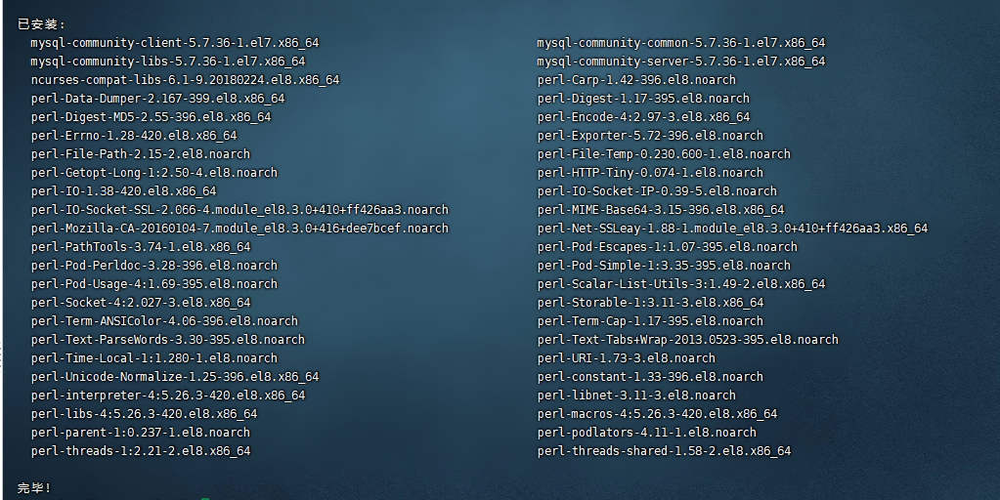 已安装:
mysql-community-client-5.7.36-1.el7.x86_64 mysql-community-common-5.7.36-1.el7.x86_64
mysql-community-libs-5.7.36-1.el7.x86_64 mysql-community-server-5.7.36-1.el7.x86_64
ncurses-compat-libs-6.1-9.20180224.el8.x86_64 perl-Carp-1.42-396.el8.noarch
perl-Data-Dumper-2.167-399.el8.x86_64 perl-Digest-1.17-395.el8.noarch
perl-Digest-MD5-2.55-396.el8.x86_64 perl-Encode-4:2.97-3.el8.x86_64
perl-Errno-1.28-420.el8.x86_64 perl-Exporter-5.72-396.el8.noarch
perl-File-Path-2.15-2.el8.noarch perl-File-Temp-0.230.600-1.el8.noarch
perl-Getopt-Long-1:2.50-4.el8.noarch perl-HTTP-Tiny-0.074-1.el8.noarch
perl-IO-1.38-420.el8.x86_64 perl-IO-Socket-IP-0.39-5.el8.noarch
perl-IO-Socket-SSL-2.066-4.module_el8.3.0+410+ff426aa3.noarch perl-MIME-Base64-3.15-396.el8.x86_64
perl-Mozilla-CA-20160104-7.module_el8.3.0+416+dee7bcef.noarch perl-Net-SSLeay-1.88-1.module_el8.3.0+410+ff426aa3.x86_64
perl-PathTools-3.74-1.el8.x86_64 perl-Pod-Escapes-1:1.07-395.el8.noarch
perl-Pod-Perldoc-3.28-396.el8.noarch perl-Pod-Simple-1:3.35-395.el8.noarch
perl-Pod-Usage-4:1.69-395.el8.noarch perl-Scalar-List-Utils-3:1.49-2.el8.x86_64
perl-Socket-4:2.027-3.el8.x86_64 perl-Storable-1:3.11-3.el8.x86_64
perl-Term-ANSIColor-4.06-396.el8.noarch perl-Term-Cap-1.17-395.el8.noarch
perl-Text-ParseWords-3.30-395.el8.noarch perl-Text-Tabs+Wrap-2013.0523-395.el8.noarch
perl-Time-Local-1:1.280-1.el8.noarch perl-URI-1.73-3.el8.noarch
perl-Unicode-Normalize-1.25-396.el8.x86_64 perl-constant-1.33-396.el8.noarch
perl-interpreter-4:5.26.3-420.el8.x86_64 perl-libnet-3.11-3.el8.noarch
perl-libs-4:5.26.3-420.el8.x86_64 perl-macros-4:5.26.3-420.el8.x86_64
perl-parent-1:0.237-1.el8.noarch perl-podlators-4.11-1.el8.noarch
perl-threads-1:2.21-2.el8.x86_64 perl-threads-shared-1.58-2.el8.x86_64
完毕!